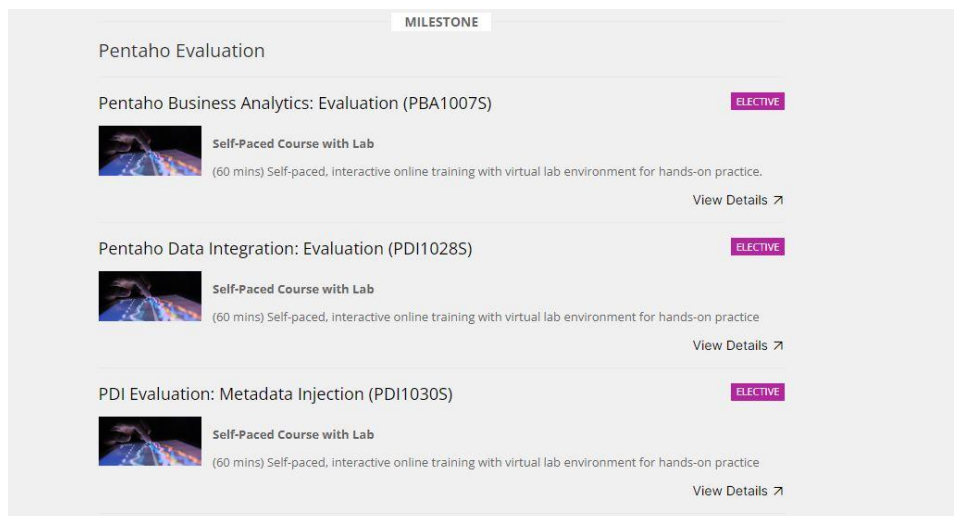 MILESTONE
Pentaho Evaluation
Pentaho Business Analytics: Evaluation (PBA1007S)
ELECTIVE
Self-Paced Course with Lab
(60 mins) Self-paced, interactive online training with virtual lab environment for hands-on practice.
View Details ↗
Pentaho Data Integration: Evaluation (PDI1028S)
ELECTIVE
Self-Paced Course with Lab
(60 mins) Self-paced, interactive online training with virtual lab environment for hands-on practice
View Details ↗
PDI Evaluation: Metadata Injection (PDI1030S)
ELECTIVE
Self-Paced Course with Lab
(60 mins) Self-paced, interactive online training with virtual lab environment for hands-on practice
View Details ↗